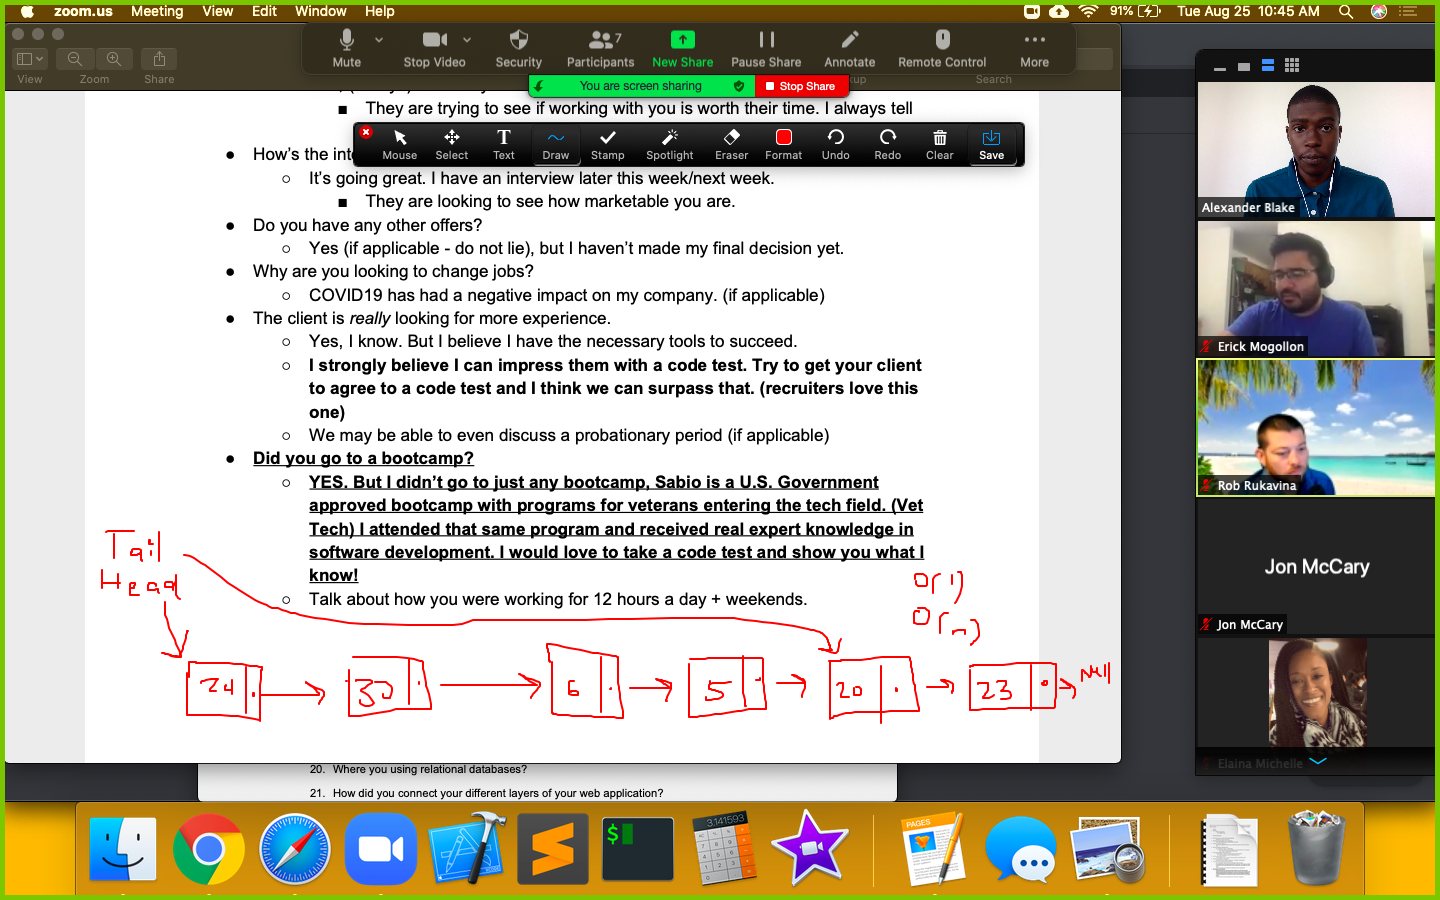 zoom.us Meeting View Edit Window Help 91% Tue Aug 25 10:45 AM
Mute Stop Video Security Participants 7 New Share Pause Share Annotate Remote Control More
View Zoom Share Search
You are screen sharing Stop Share
■ They are trying to see if working with you is worth their time. I always tell
Mouse Select Text Draw Stamp Spotlight Eraser Format Undo Redo Clear Save
● How's the int
○ It's going great. I have an interview later this week/next week.
■ They are looking to see how marketable you are.
● Do you have any other offers?
○ Yes (if applicable - do not lie), but I haven't made my final decision yet.
● Why are you looking to change jobs?
○ COVID19 has had a negative impact on my company. (if applicable)
● The client is really looking for more experience.
○ Yes, I know. But I believe I have the necessary tools to succeed.
○ I strongly believe I can impress them with a code test. Try to get your client
to agree to a code test and I think we can surpass that. (recruiters love this
one)
○ We may be able to even discuss a probationary period (if applicable)
● Did you go to a bootcamp?
○ YES. But I didn't go to just any bootcamp, Sabio is a U.S. Government
approved bootcamp with programs for veterans entering the tech field. (Vet
Tech) I attended that same program and received real expert knowledge in
software development. I would love to take a code test and show you what I
know!
○ Talk about how you were working for 12 hours a day + weekends.
Tail
Head
O(1)
O(n)
24 30 6 5 20 23 Null
20. Where you using relational databases?
21. How did you connect your different layers of your web application?
Alexander Blake
Erick Mogollon
Rob Rukavina
Jon McCary
Jon McCary
Elaina Michelle
$
3.141593
PAGES